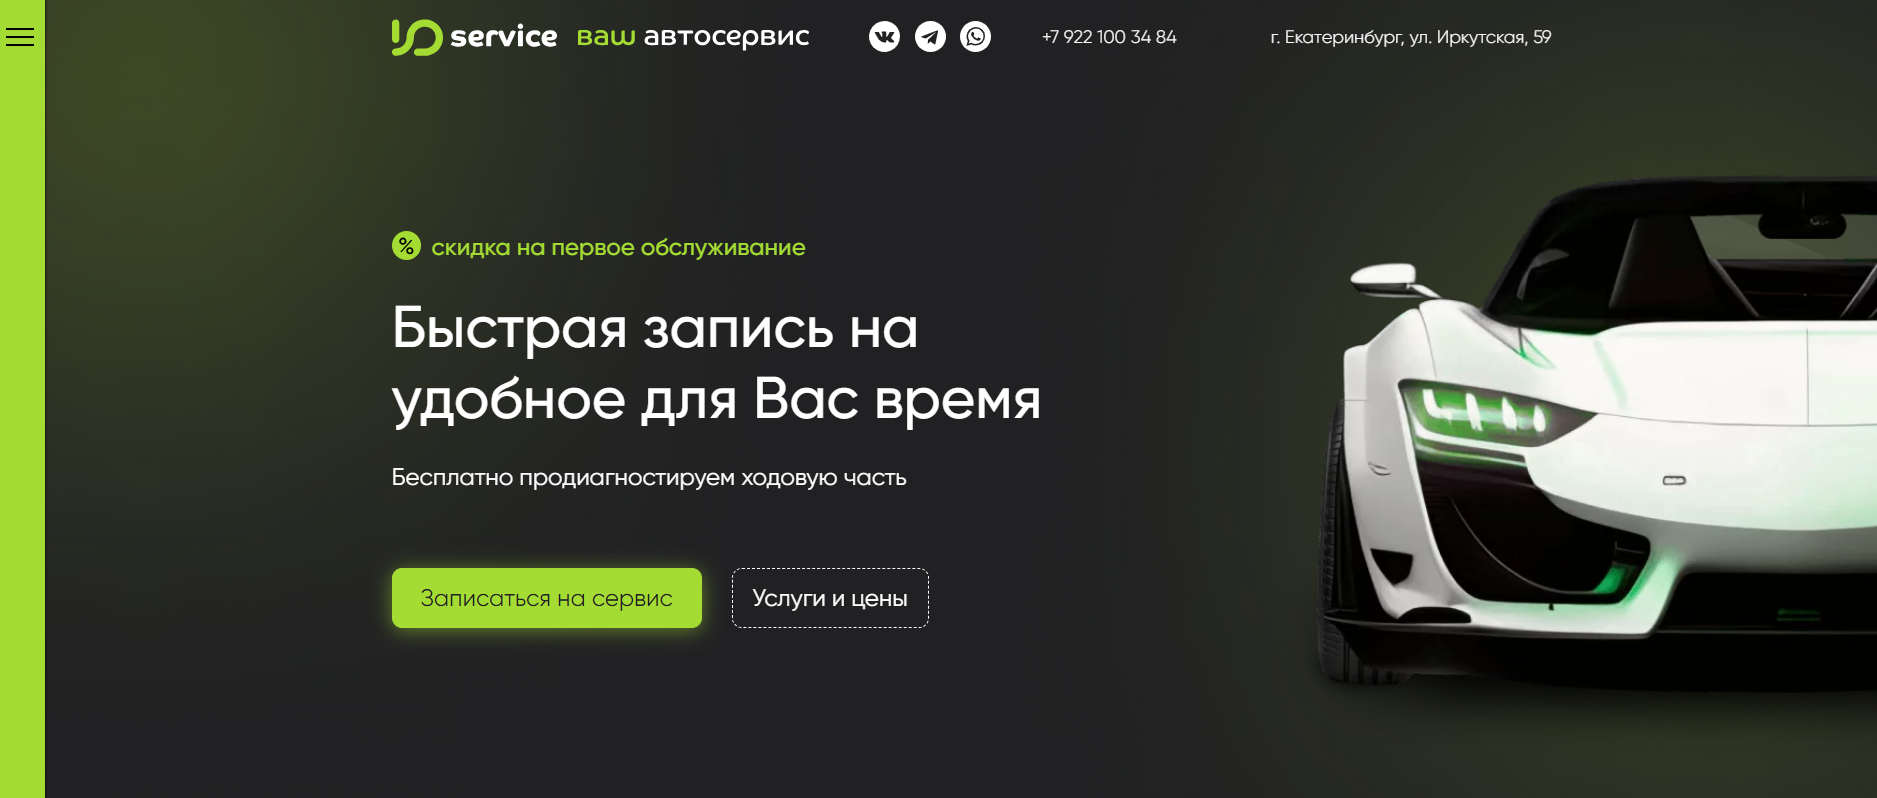 service ваш автосервис +7 922 100 34 84 г. Екатеринбург, ул. Иркутская, 59
% скидка на первое обслуживание
Быстрая запись на
удобное для Вас время
Бесплатно продиагностируем ходовую часть
Записаться на сервис Услуги и цены